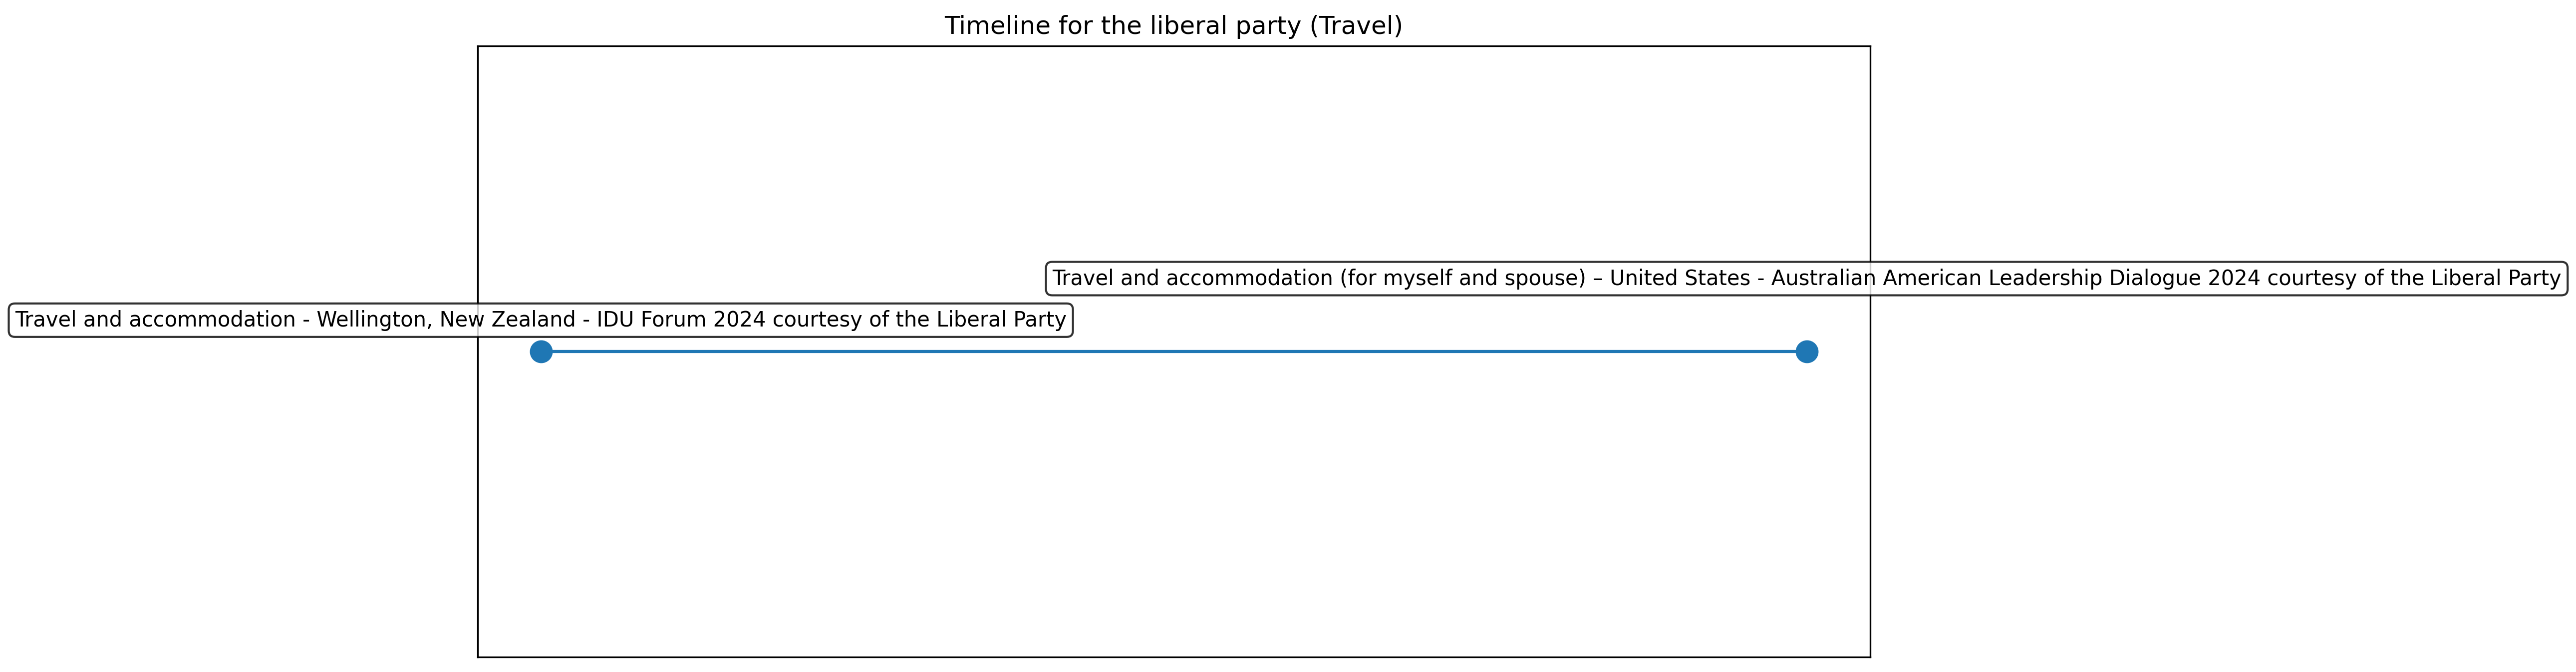 Timeline for the liberal party (Travel)
Travel and accommodation (for myself and spouse) – United States - Australian American Leadership Dialogue 2024 courtesy of the Liberal Party
Travel and accommodation - Wellington, New Zealand - IDU Forum 2024 courtesy of the Liberal Party